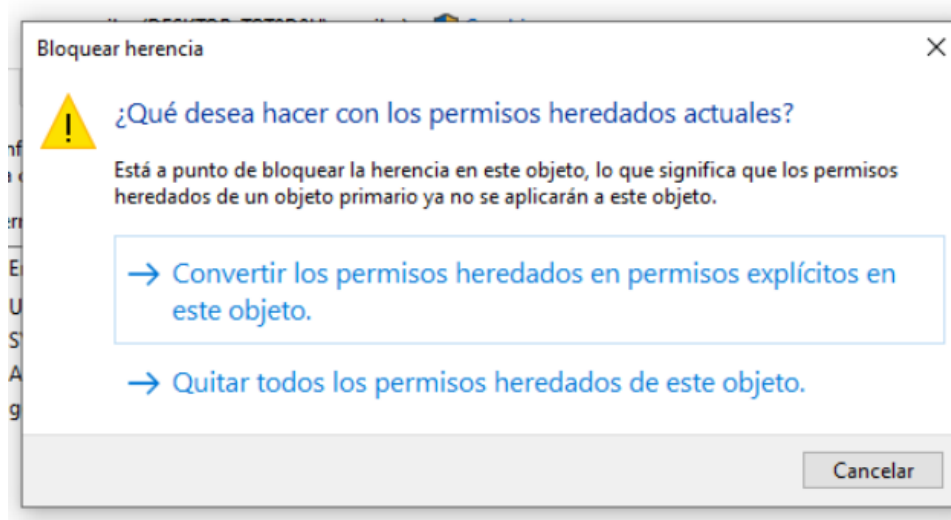 Bloquear herencia
¿Qué desea hacer con los permisos heredados actuales?
Está a punto de bloquear la herencia en este objeto, lo que significa que los permisos
heredados de un objeto primario ya no se aplicarán a este objeto.
→ Convertir los permisos heredados en permisos explícitos en
este objeto.
→ Quitar todos los permisos heredados de este objeto.
Cancelar